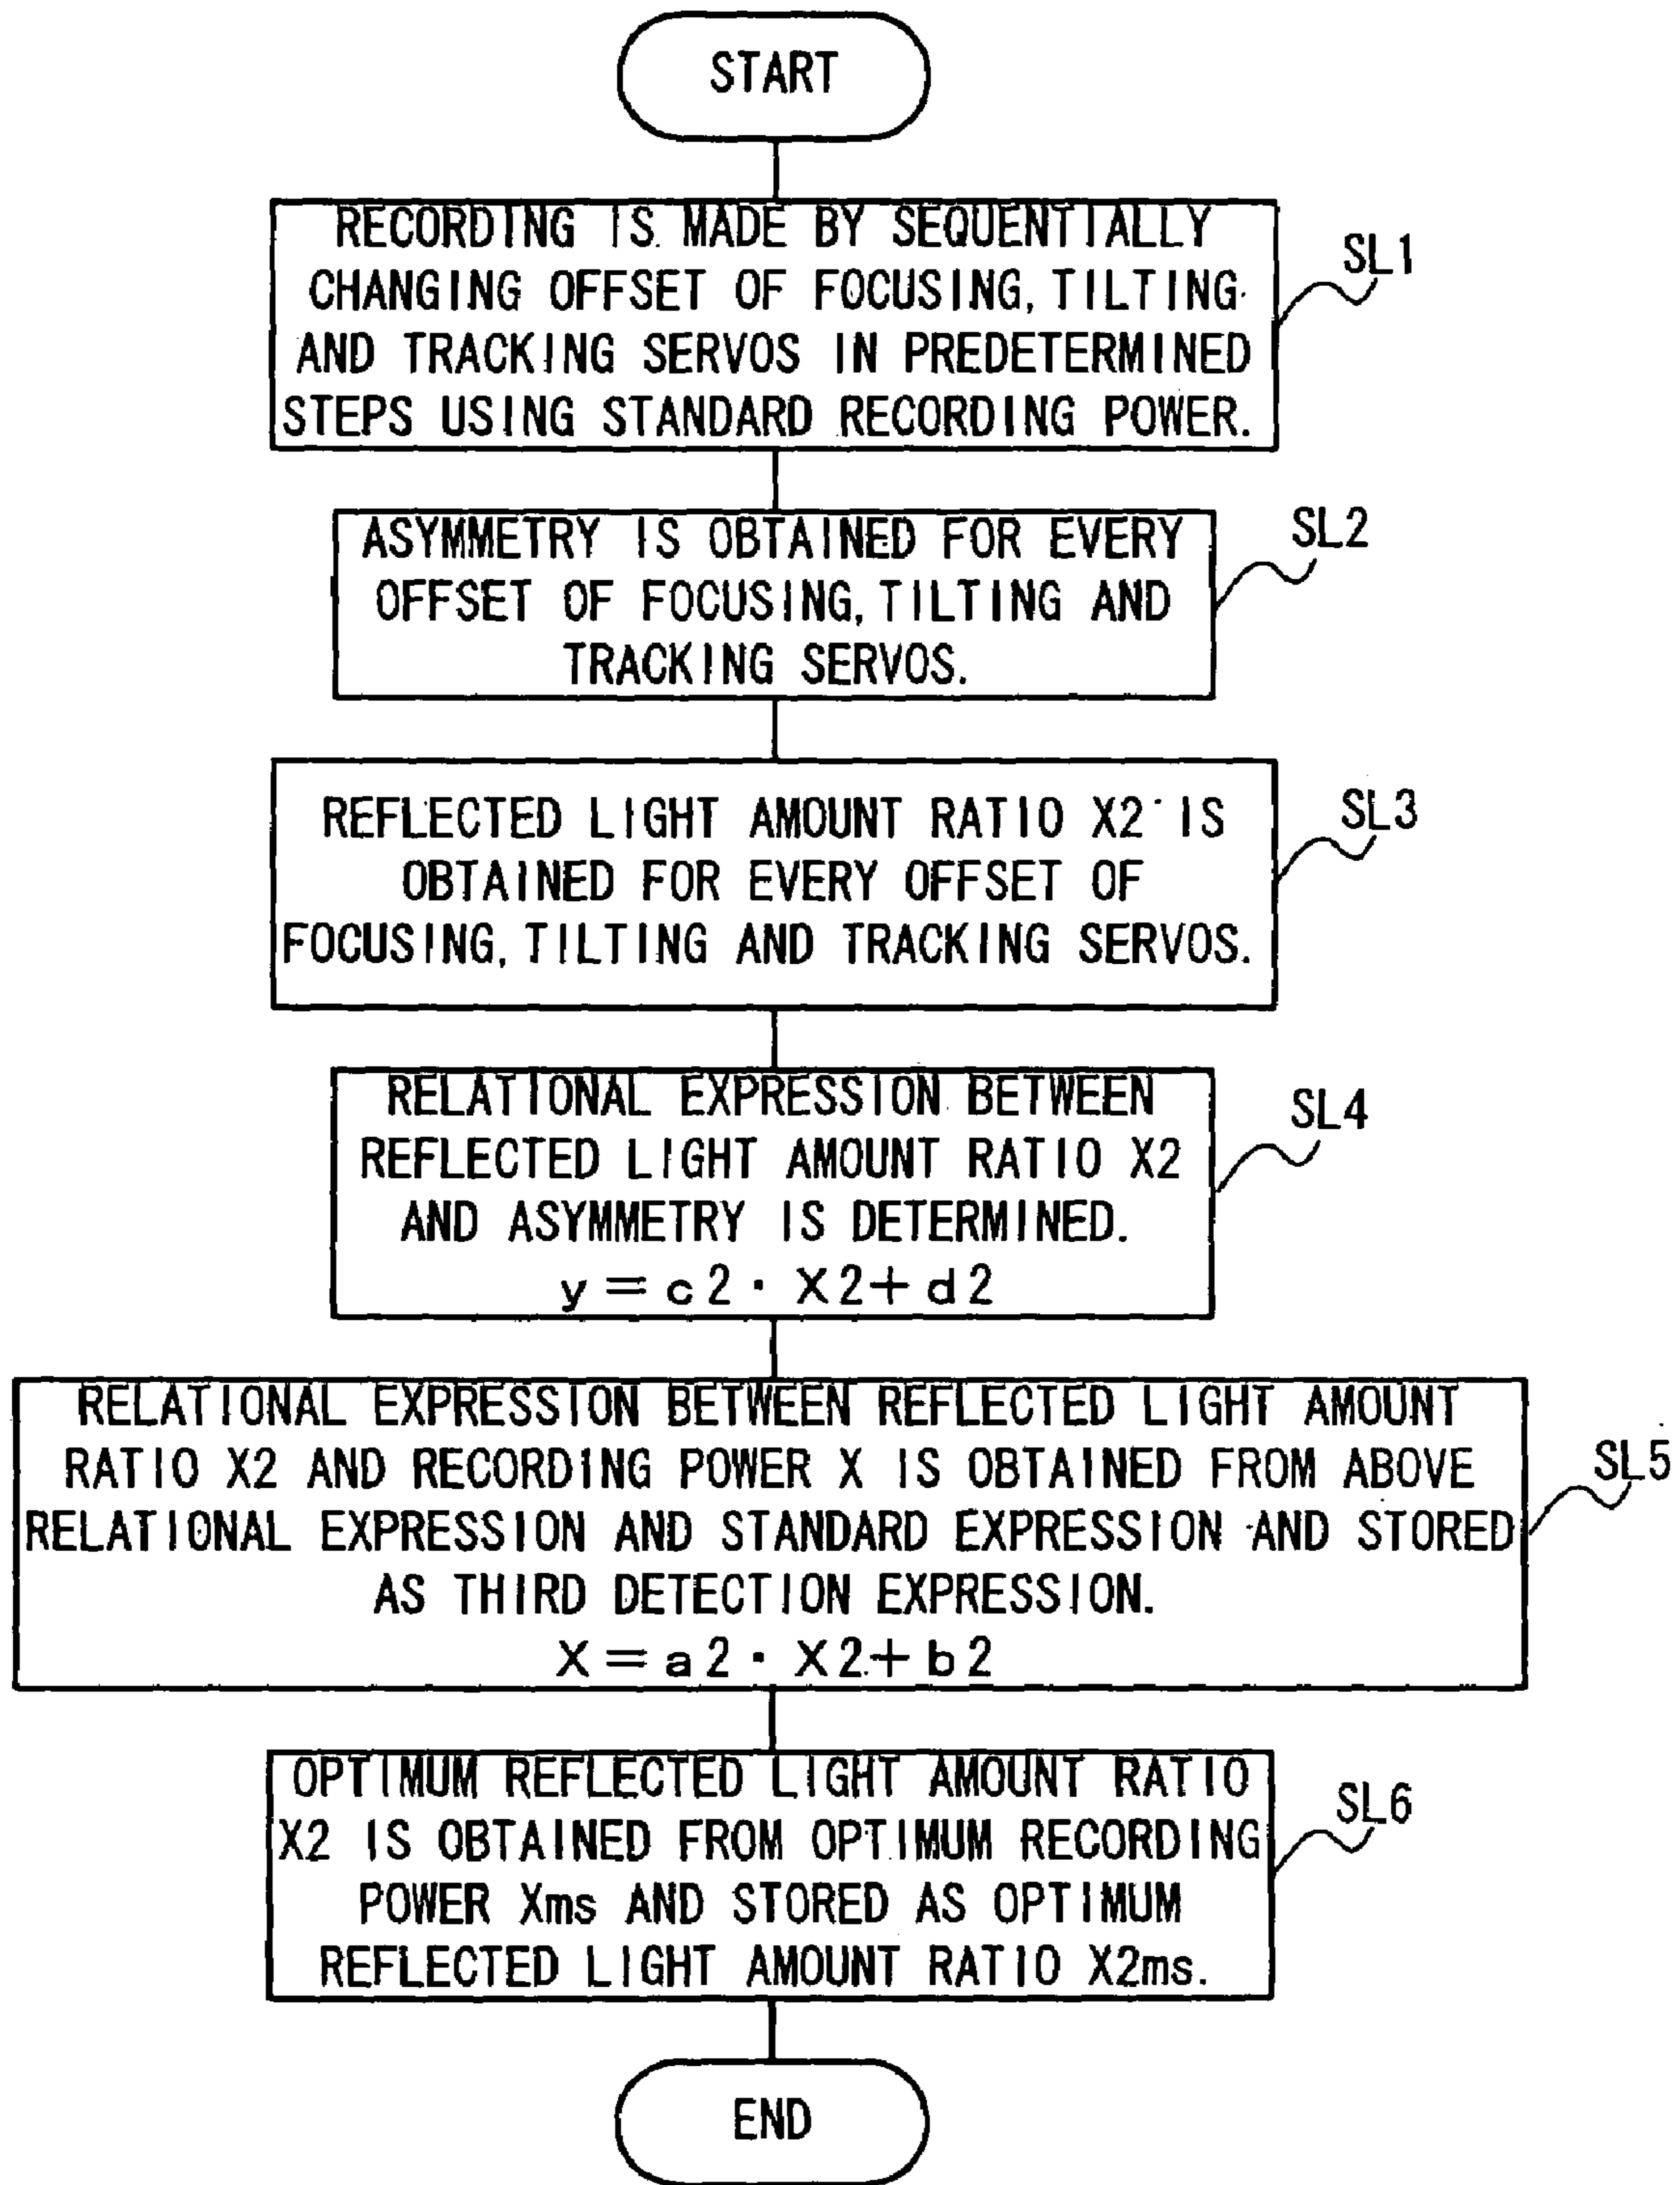 START
RECORDING IS MADE BY SEQUENTIALLY
CHANGING OFFSET OF FOCUSING, TILTING
AND TRACKING SERVOS IN PREDETERMINED
STEPS USING STANDARD RECORDING POWER.
SL1
ASYMMETRY IS OBTAINED FOR EVERY
OFFSET OF FOCUSING, TILTING AND
TRACKING SERVOS.
SL2
REFLECTED LIGHT AMOUNT RATIO X2 IS
OBTAINED FOR EVERY OFFSET OF
FOCUSING, TILTING AND TRACKING SERVOS.
SL3
RELATIONAL EXPRESSION BETWEEN
REFLECTED LIGHT AMOUNT RATIO X2
AND ASYMMETRY IS DETERMINED.
y = c2 · X2 + d2
SL4
RELATIONAL EXPRESSION BETWEEN REFLECTED LIGHT AMOUNT
RATIO X2 AND RECORDING POWER X IS OBTAINED FROM ABOVE
RELATIONAL EXPRESSION AND STANDARD EXPRESSION AND STORED
AS THIRD DETECTION EXPRESSION.
X = a2 · X2 + b2
SL5
OPTIMUM REFLECTED LIGHT AMOUNT RATIO
X2 IS OBTAINED FROM OPTIMUM RECORDING
POWER Xms AND STORED AS OPTIMUM
REFLECTED LIGHT AMOUNT RATIO X2ms.
SL6
END